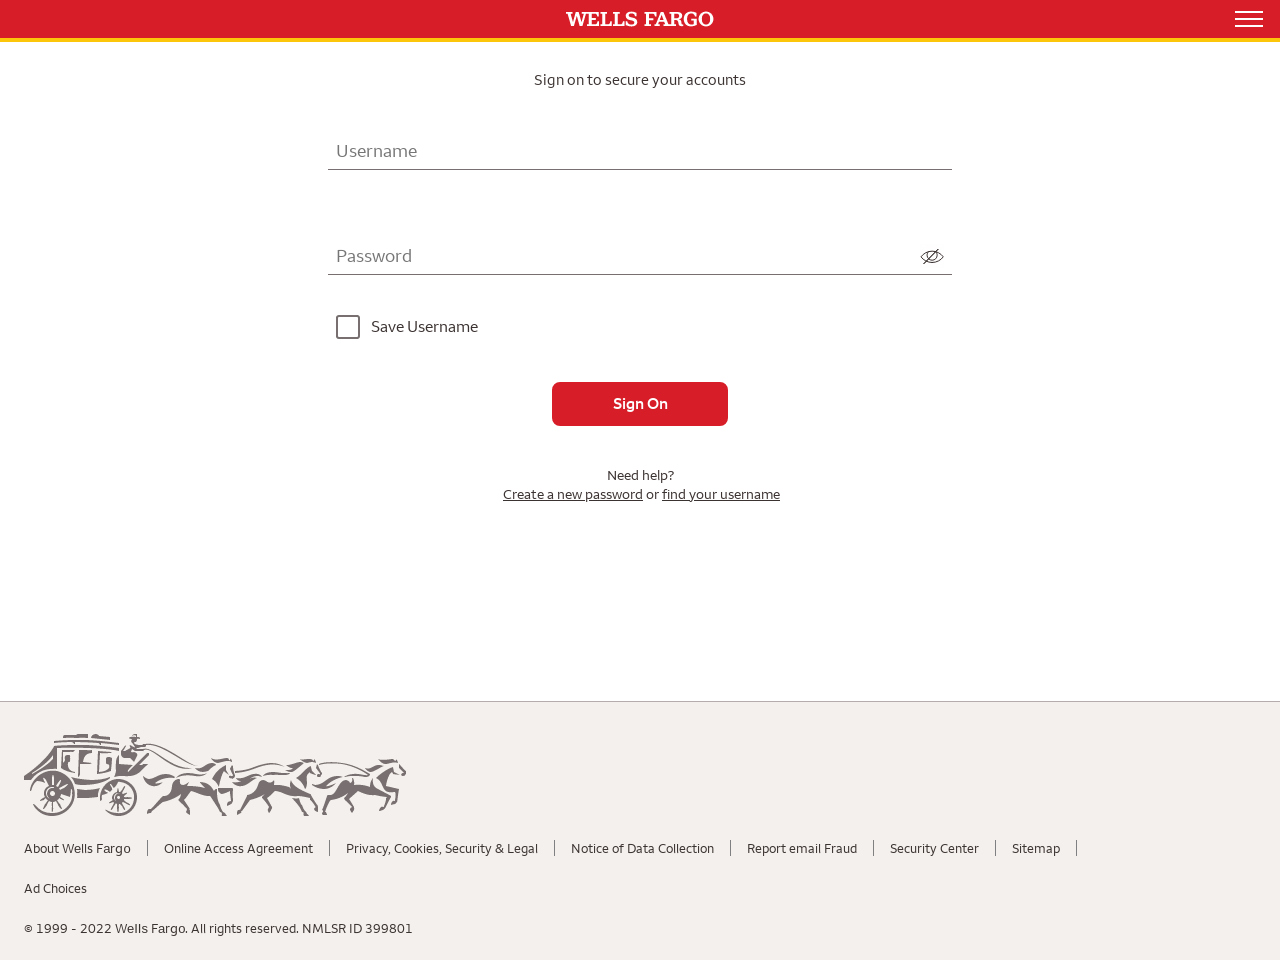 WELLS FARGO
Sign on to secure your accounts
Username
Password
Save Username
Sign On
Need help?
Create a new password or find your username
About Wells Fargo
Online Access Agreement
Privacy, Cookies, Security & Legal
Notice of Data Collection
Report email Fraud
Security Center
Sitemap
Ad Choices
© 1999 - 2022 Wells Fargo. All rights reserved. NMLSR ID 399801